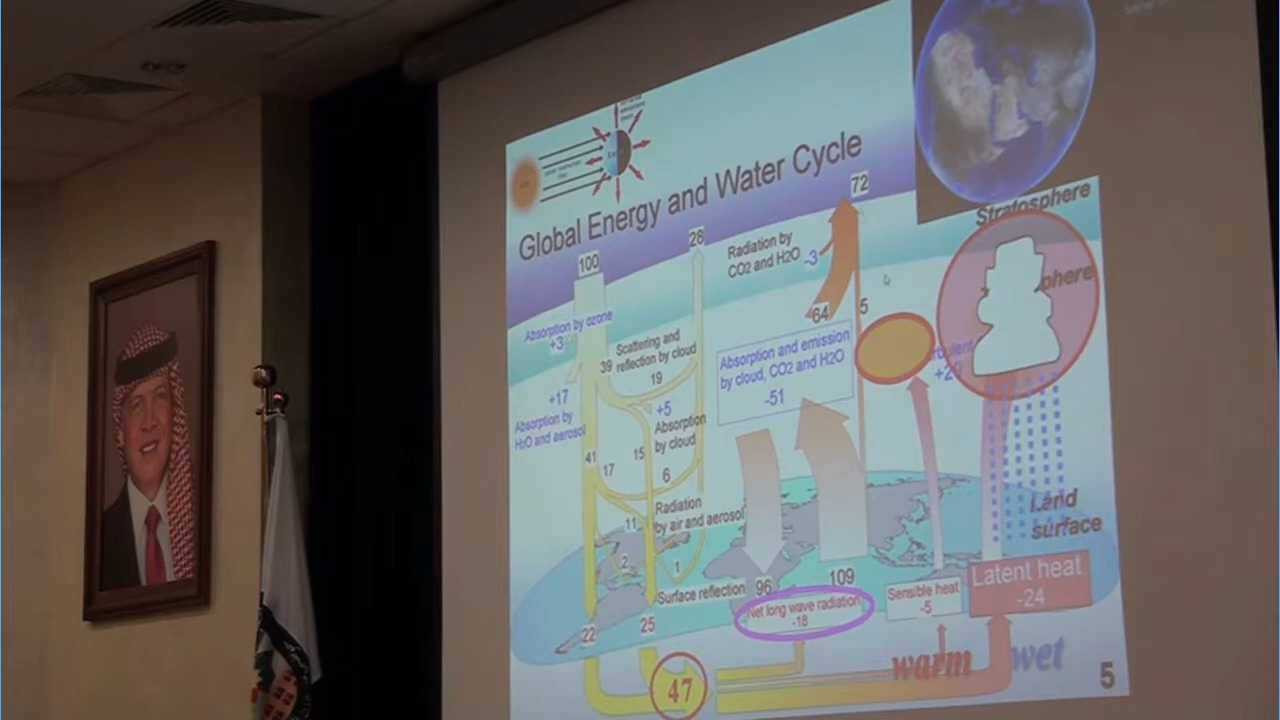 Global Energy and Water Cycle
100
28
72
Stratosphere
Radiation by
CO2 and H2O
-3
64
5
Absorption by ozone
+3
39
Scattering and
reflection by cloud
19
Absorption and emission
by cloud, CO2 and H2O
-51
+17
Absorption by
H2O and aerosol
+5
Absorption
by cloud
41
17
15
6
11
Radiation
by air and aerosol
2
1
Land
surface
Surface reflection
96
109
Net long wave radiation
-18
Sensible heat
-5
Latent heat
-24
22
25
47
warm
wet
5